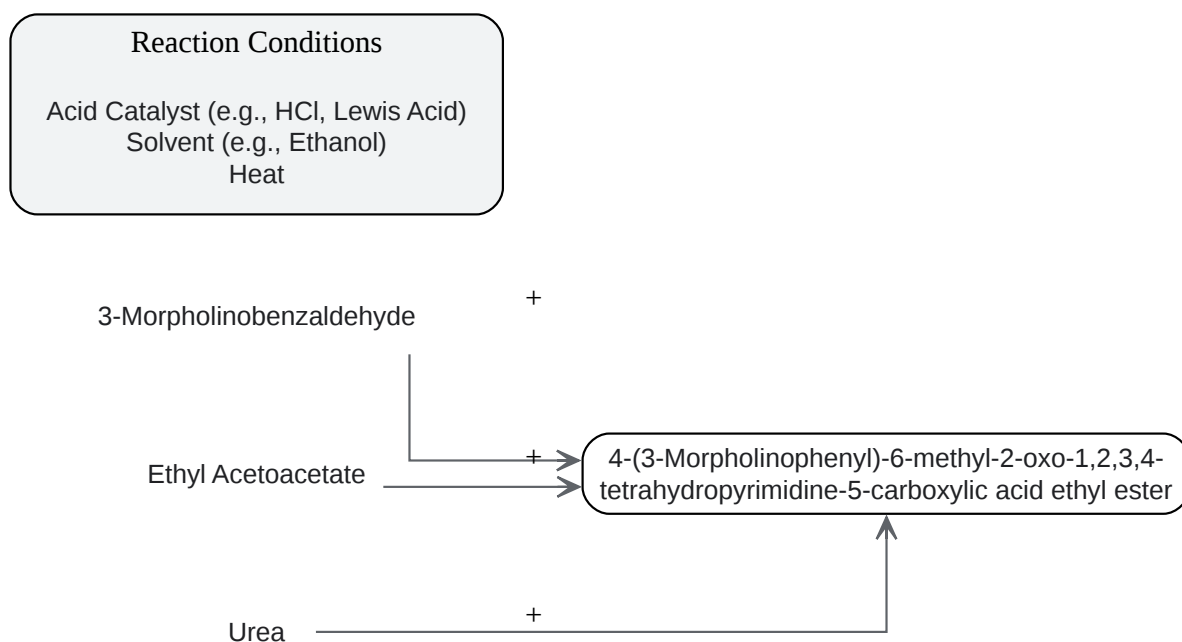 Reaction Conditions
Acid Catalyst (e.g., HCl, Lewis Acid)
Solvent (e.g., Ethanol)
Heat
+
3-Morpholinobenzaldehyde
+
Ethyl Acetoacetate
4-(3-Morpholinophenyl)-6-methyl-2-oxo-1,2,3,4-
tetrahydropyrimidine-5-carboxylic acid ethyl ester
+
Urea